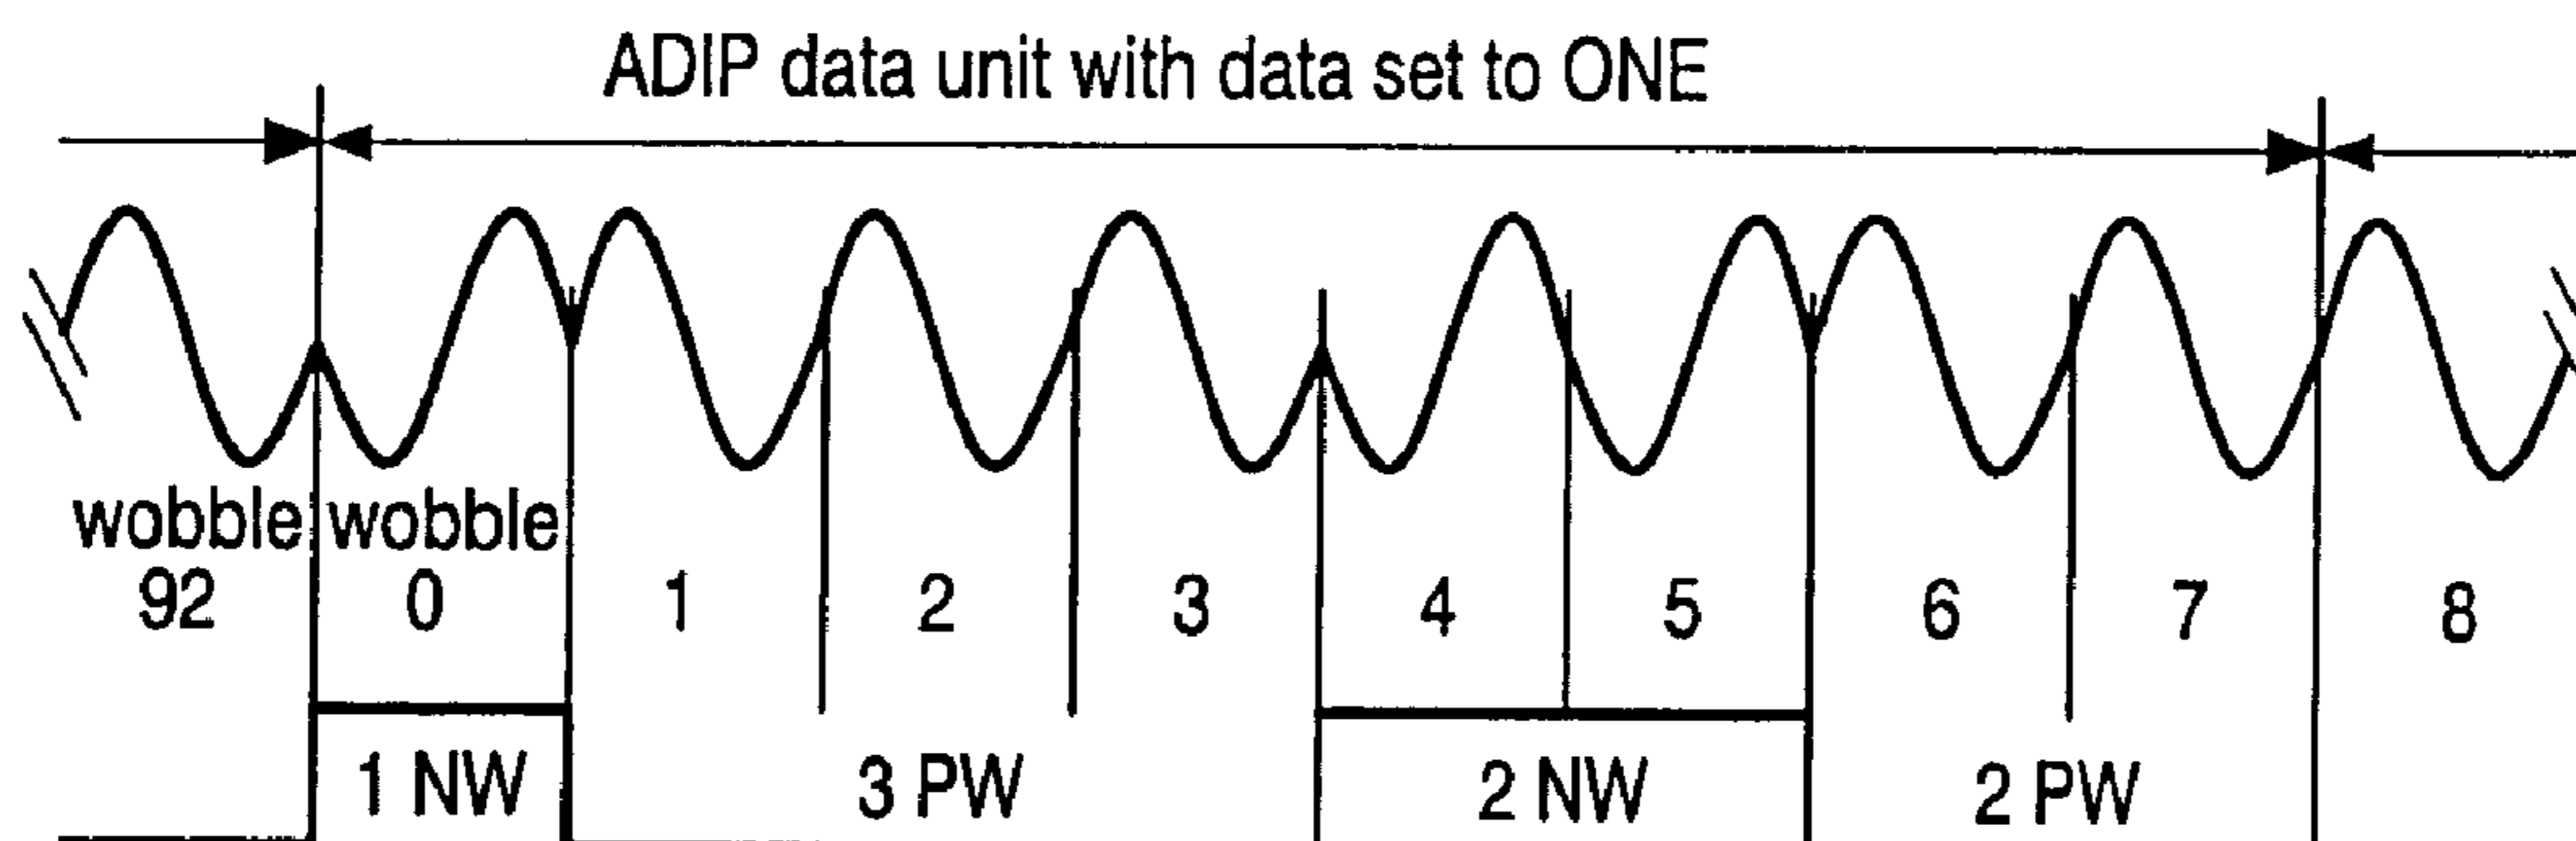 ADIP data unit with data set to ONE
wobble wobble
92 0 1 2 3 4 5 6 7 8
1 NW 3 PW 2 NW 2 PW